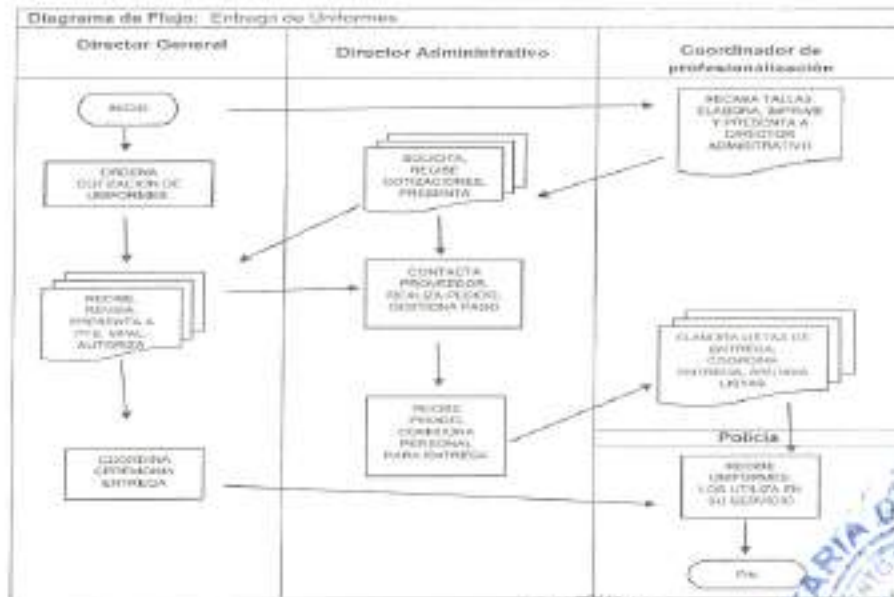 Diagrama de Flujo: Entrega de Uniformes
Director General
Director Administrativo
Coordinador de
profesionalización
INICIO
RECABA TALLAS,
ELABORA, IMPRIME
Y PRESENTA A
DIRECTOR
ADMINISTRATIVO
ORDENA
COTIZACION DE
UNIFORMES
SOLICITA,
RECIBE
COTIZACIONES,
PRESENTA
RECIBE,
REVISA,
PRESENTA A
AUTORIZA
CONTACTA
PROVEEDOR,
REALIZA PEDIDO,
GESTIONA PAGO
ELABORA LISTAS DE
ENTREGA,
COORDINA
ENTREGA, ARCHIVA
LISTAS
RECIBE
PEDIDO,
PERSONAL
PARA ENTREGA
COORDINA
CEREMONIA
ENTREGA
Policía
RECIBE
UNIFORMES
LOS UTILIZA EN
SU SERVICIO
Fin